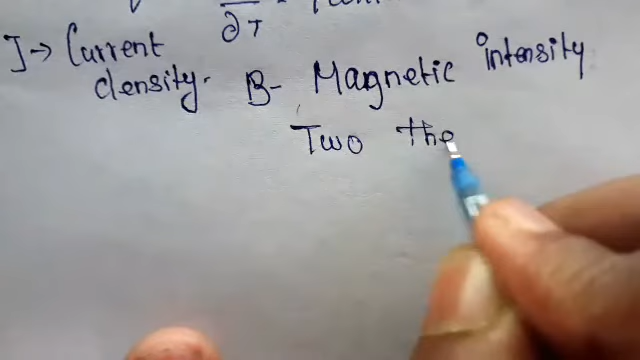 ∂T
J → Current
density. B- Magnetic intensity
Two the